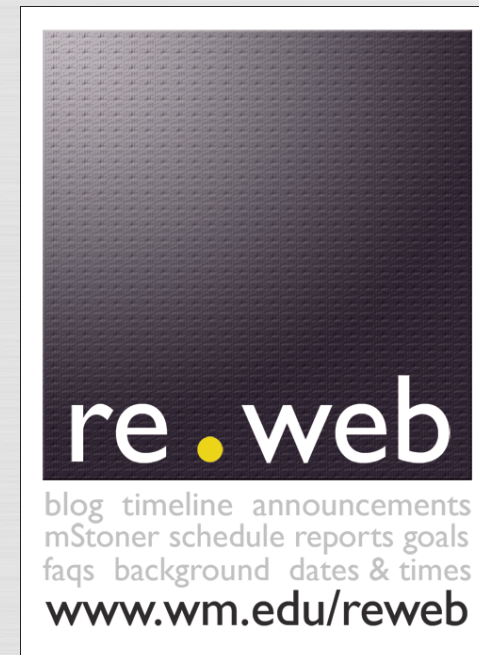 re.web
blog timeline announcements
mStoner schedule reports goals
faqs background dates & times
www.wm.edu/reweb